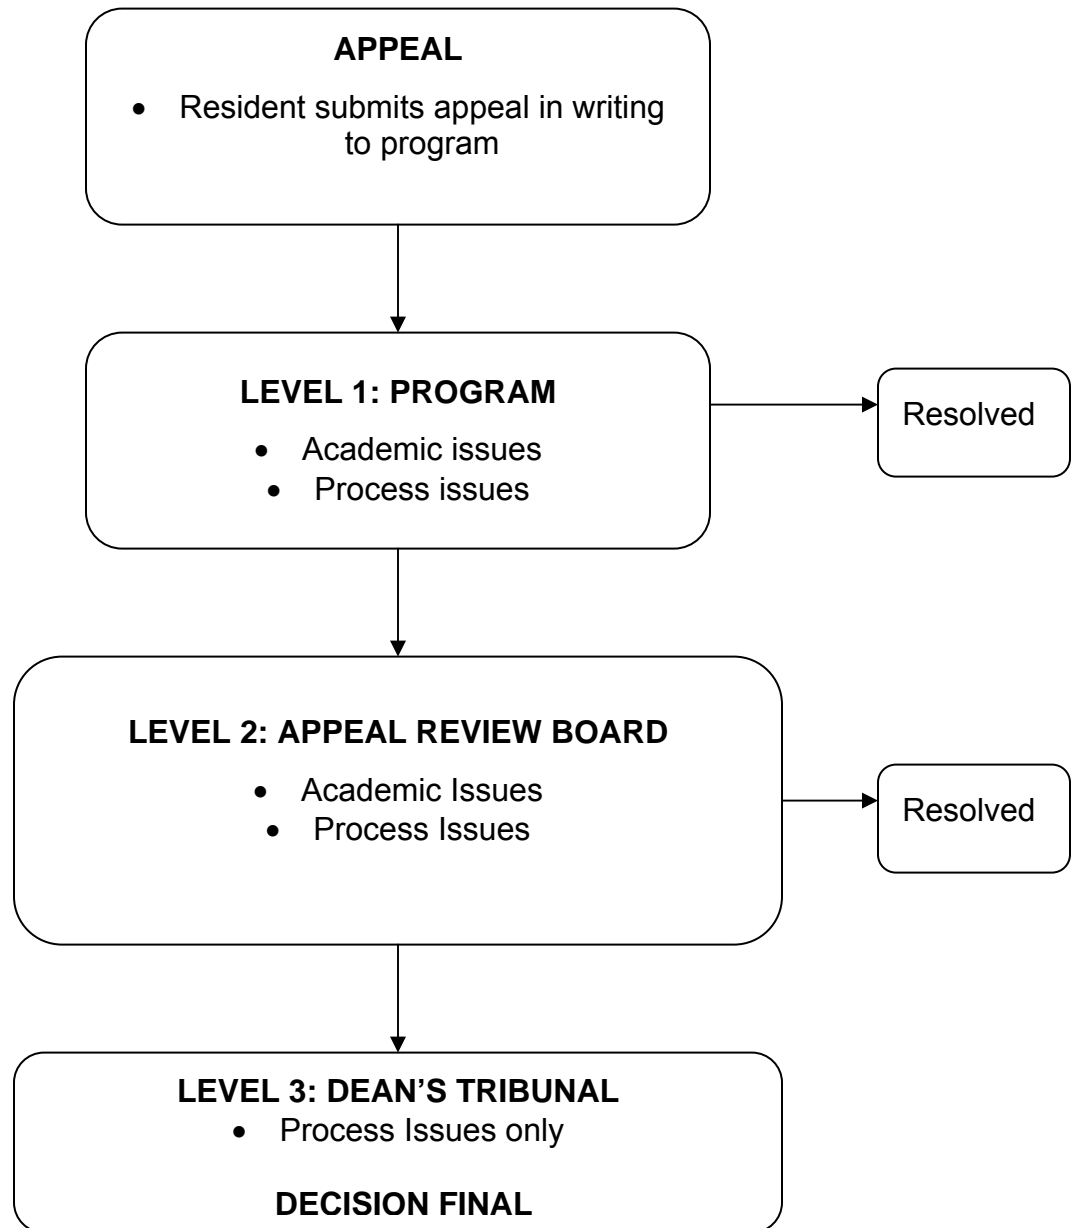 APPEAL
• Resident submits appeal in writing
to program
LEVEL 1: PROGRAM
• Academic issues
• Process issues
Resolved
LEVEL 2: APPEAL REVIEW BOARD
• Academic Issues
• Process Issues
Resolved
LEVEL 3: DEAN’S TRIBUNAL
• Process Issues only
DECISION FINAL